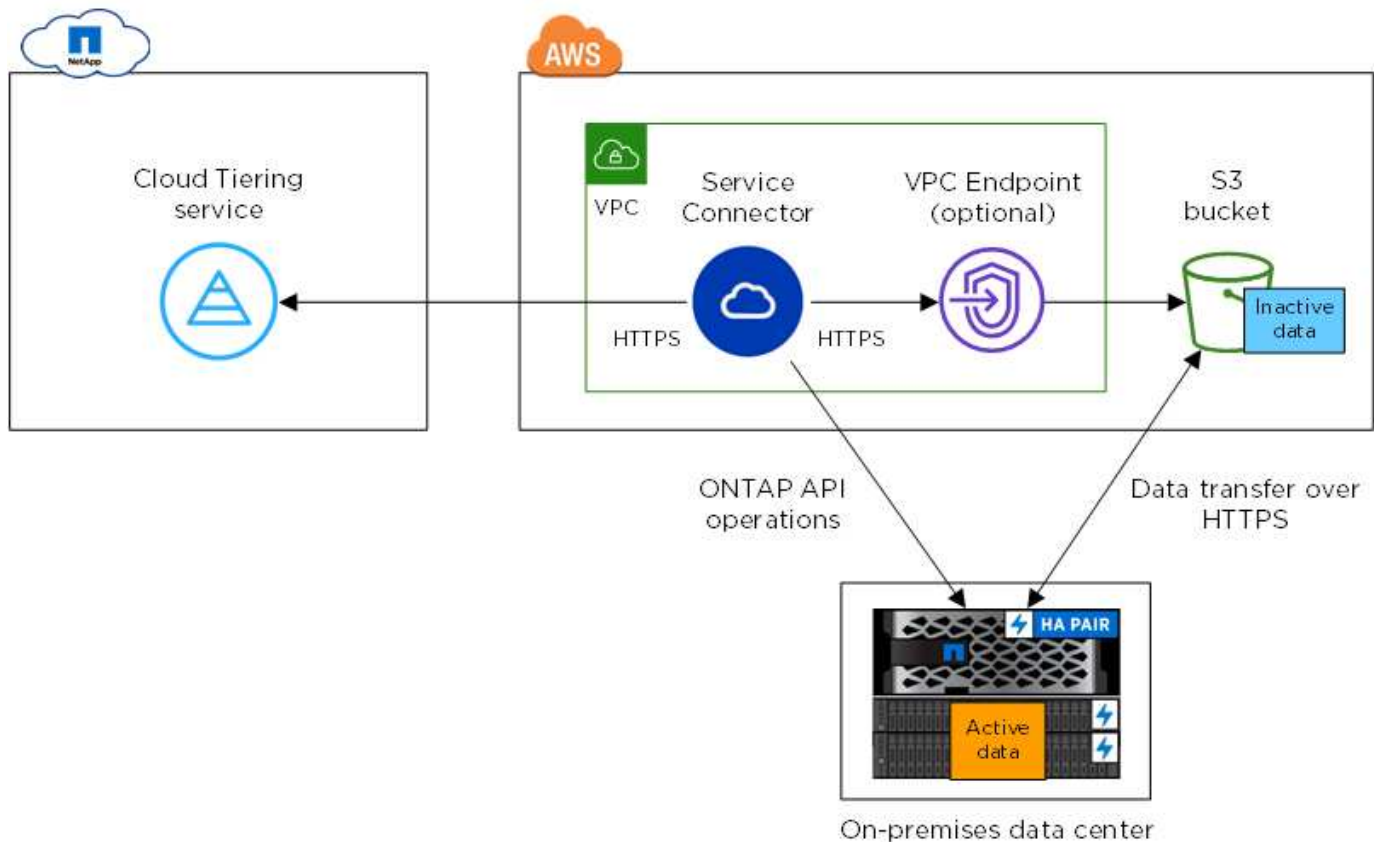 NetApp
AWS
Cloud Tiering
service
VPC
Service
Connector
VPC Endpoint
(optional)
S3
bucket
HTTPS
HTTPS
Inactive
data
ONTAP API
operations
Data transfer over
HTTPS
HA PAIR
Active
data
On-premises data center